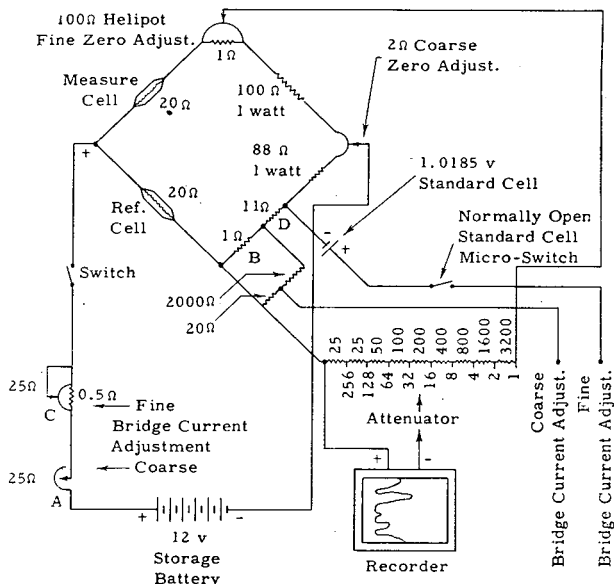 100Ω Helipot
Fine Zero Adjust.
1Ω
2Ω Coarse
Zero Adjust.
Measure
Cell
20Ω
100 Ω
1 watt
88 Ω
1 watt
1.0185 v
Standard Cell
+
20Ω
Ref.
Cell
11Ω
D
-
+
Normally Open
Standard Cell
Micro-Switch
1Ω
B
Switch
2000Ω
20Ω
25 25 50 100 200 400 800 1600 3200
256 128 64 32 16 8 4 2 1
25Ω
0.5Ω
C
Fine
Bridge Current
Adjustment
Coarse
Attenuator
Coarse
Bridge Current Adjust.
Fine
Bridge Current Adjust.
25Ω
A
+ -
+ -
12 v
Storage
Battery
Recorder